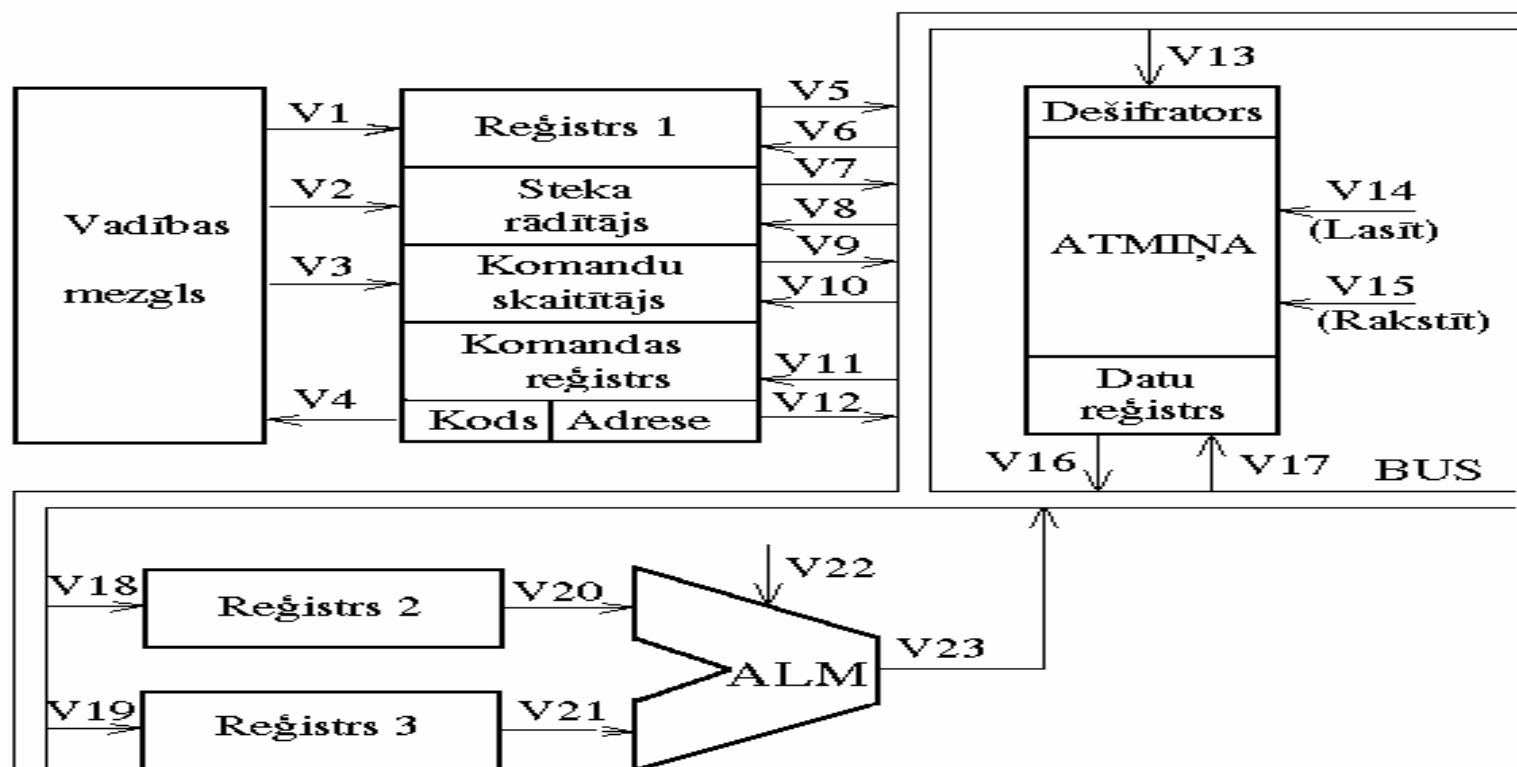 V13
V1
V5
Reģistrs 1
Dešifrators
V6
V2
V7
Steka
rādītājs
V14
(Lasīt)
V8
Vadības
mezgls
V3
V9
Komandu
skaitītājs
ATMIŅA
V10
V15
(Rakstīt)
Komandas
reģistrs
V11
Datu
reģistrs
V4
V12
Kods
Adrese
V16
V17
BUS
V18
Reģistrs 2
V20
V22
V23
ALM
V19
Reģistrs 3
V21